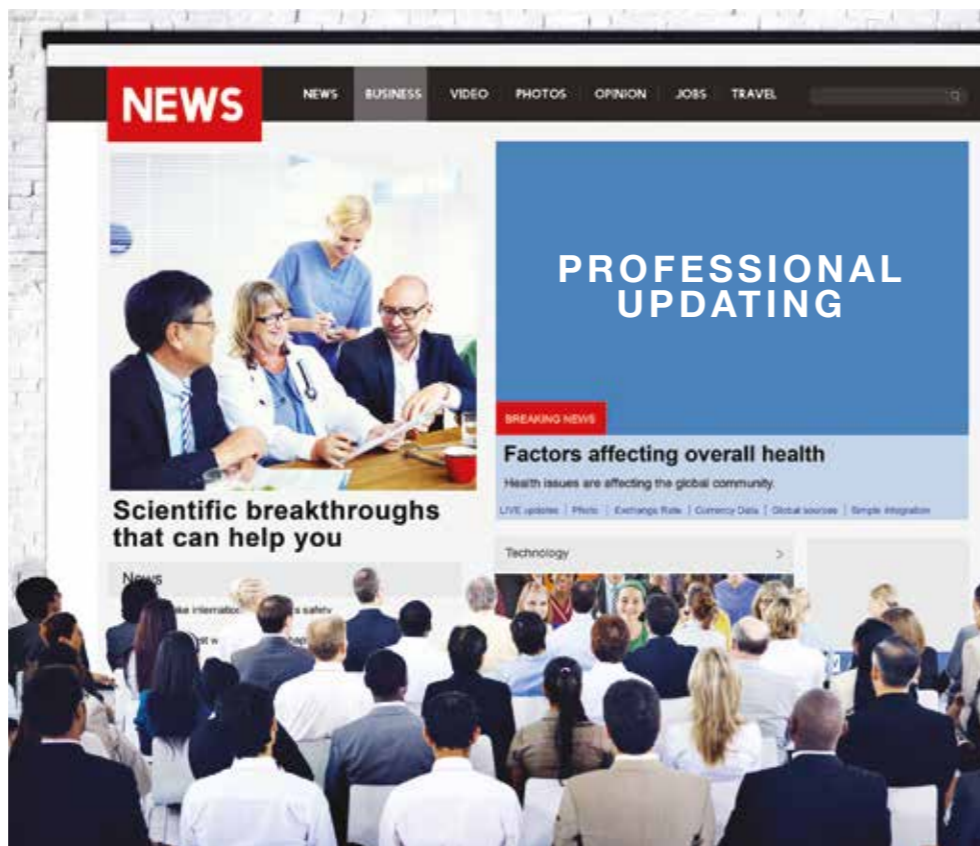 NEWS
NEWS BUSINESS VIDEO PHOTOS OPINION JOBS TRAVEL
PROFESSIONAL
UPDATING
BREAKING NEWS
Factors affecting overall health
Health issues are affecting the global community.
LIVE updates | Photo | Exchange Rate | Currency Data | Global sources | Simple integration
Scientific breakthroughs
that can help you
Technology >
News
safety